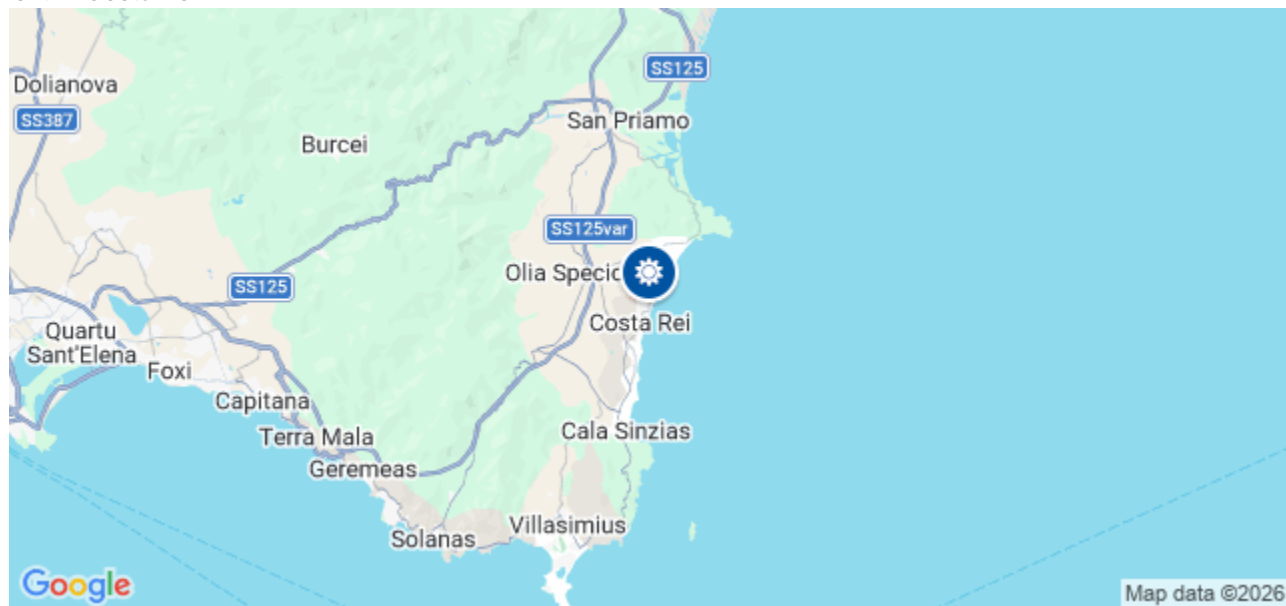 SS125
Dolianova
SS387
San Priamo
Burcei
SS125var
Olia Specio
SS125
Costa Rei
Quartu
Sant'Elena
Foxi
Capitana
Cala Sinzias
Terra Mala
Geremeas
Villasimius
Solanas
Google
Map data ©2026